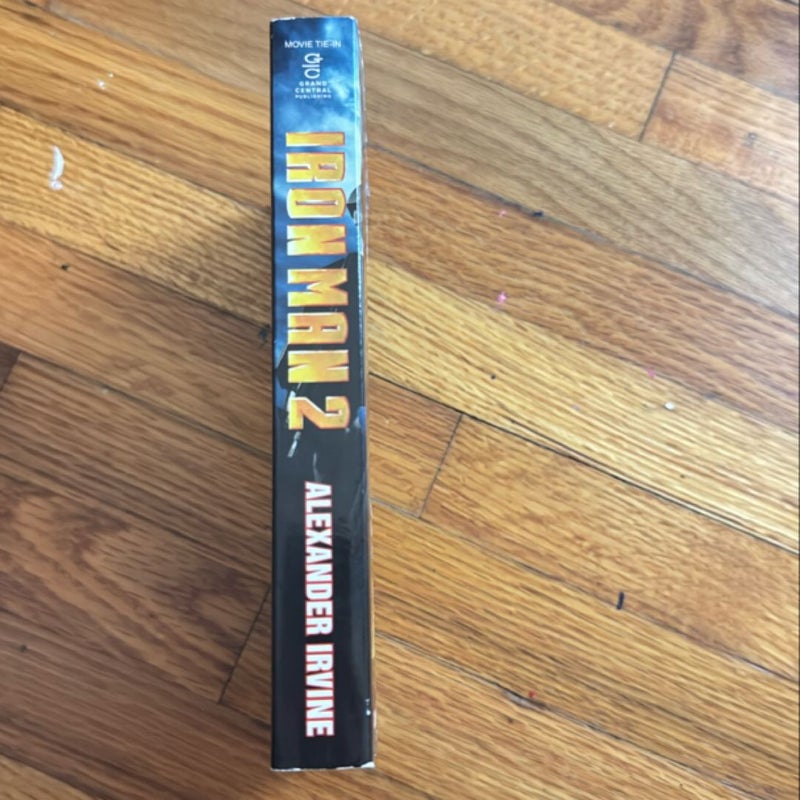 MOVIE TIE-IN
GRAND
CENTRAL
PUBLISHING
IRON MAN 2
ALEXANDER IRVINE